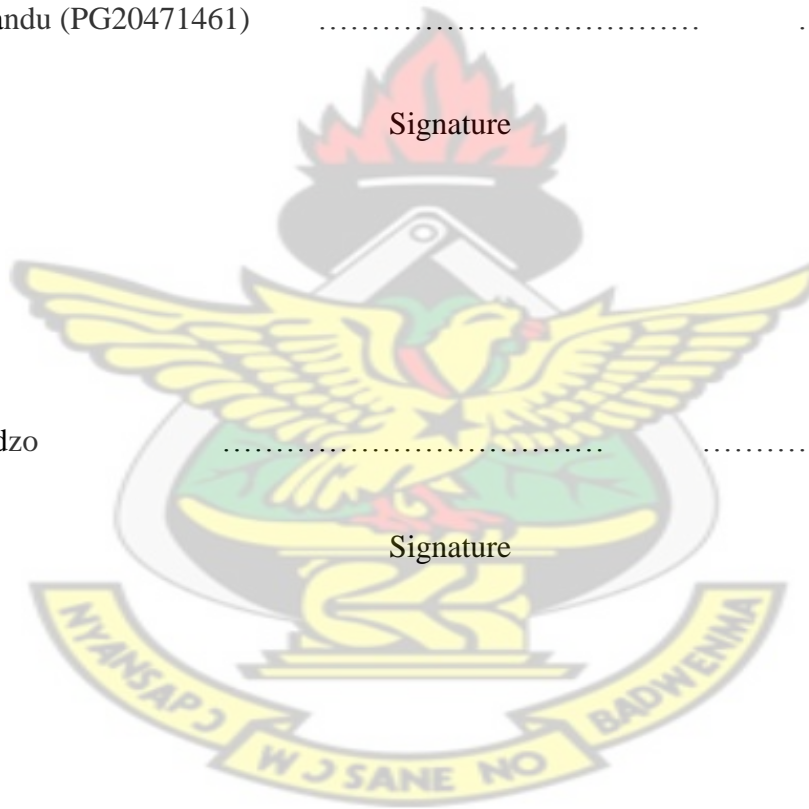 andu (PG20471461) ………………………………
Signature
dzo ………………………………
Signature
NYANSAPƆ WƆSANE NO BADWENMA